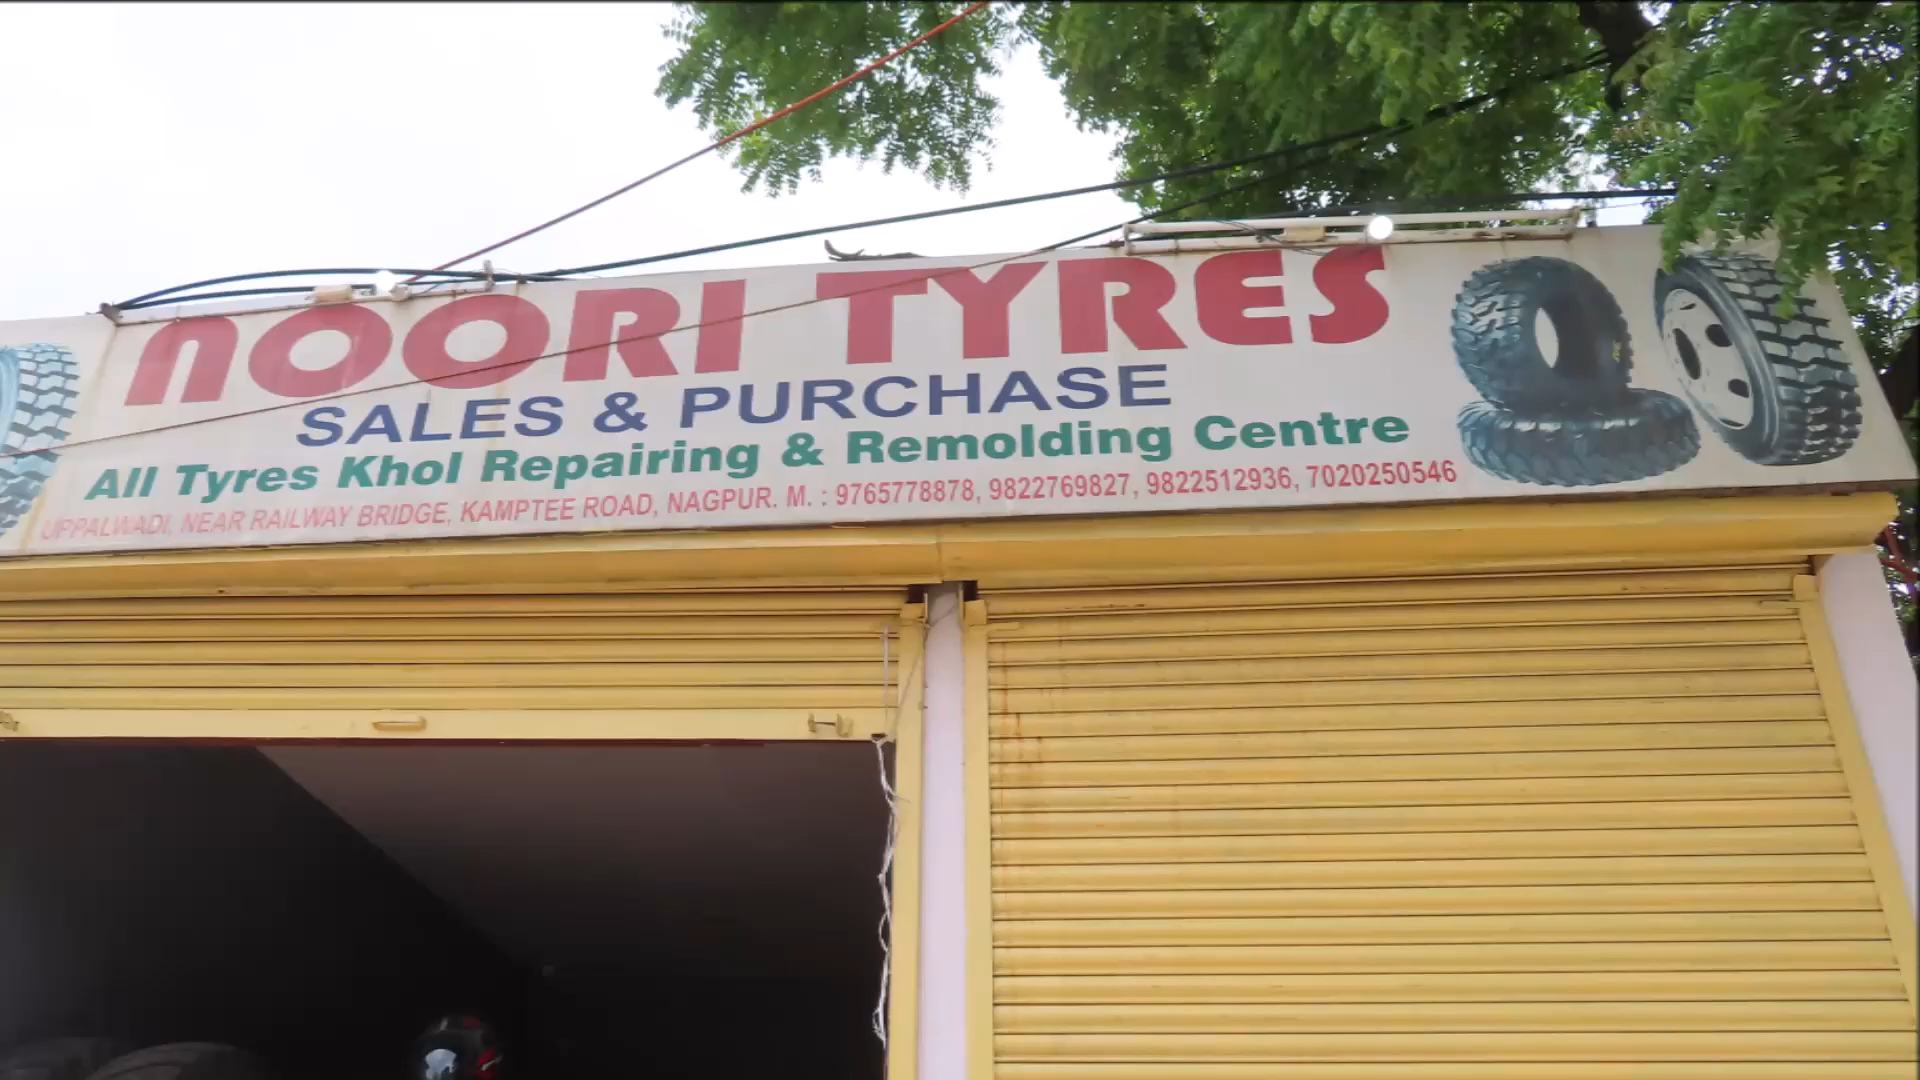 NOORI TYRES
SALES & PURCHASE
All Tyres Khol Repairing & Remolding Centre
UPPALWADI, NEAR RAILWAY BRIDGE, KAMPTEE ROAD, NAGPUR. M. : 9765778878, 9822769827, 9822512936, 7020250546